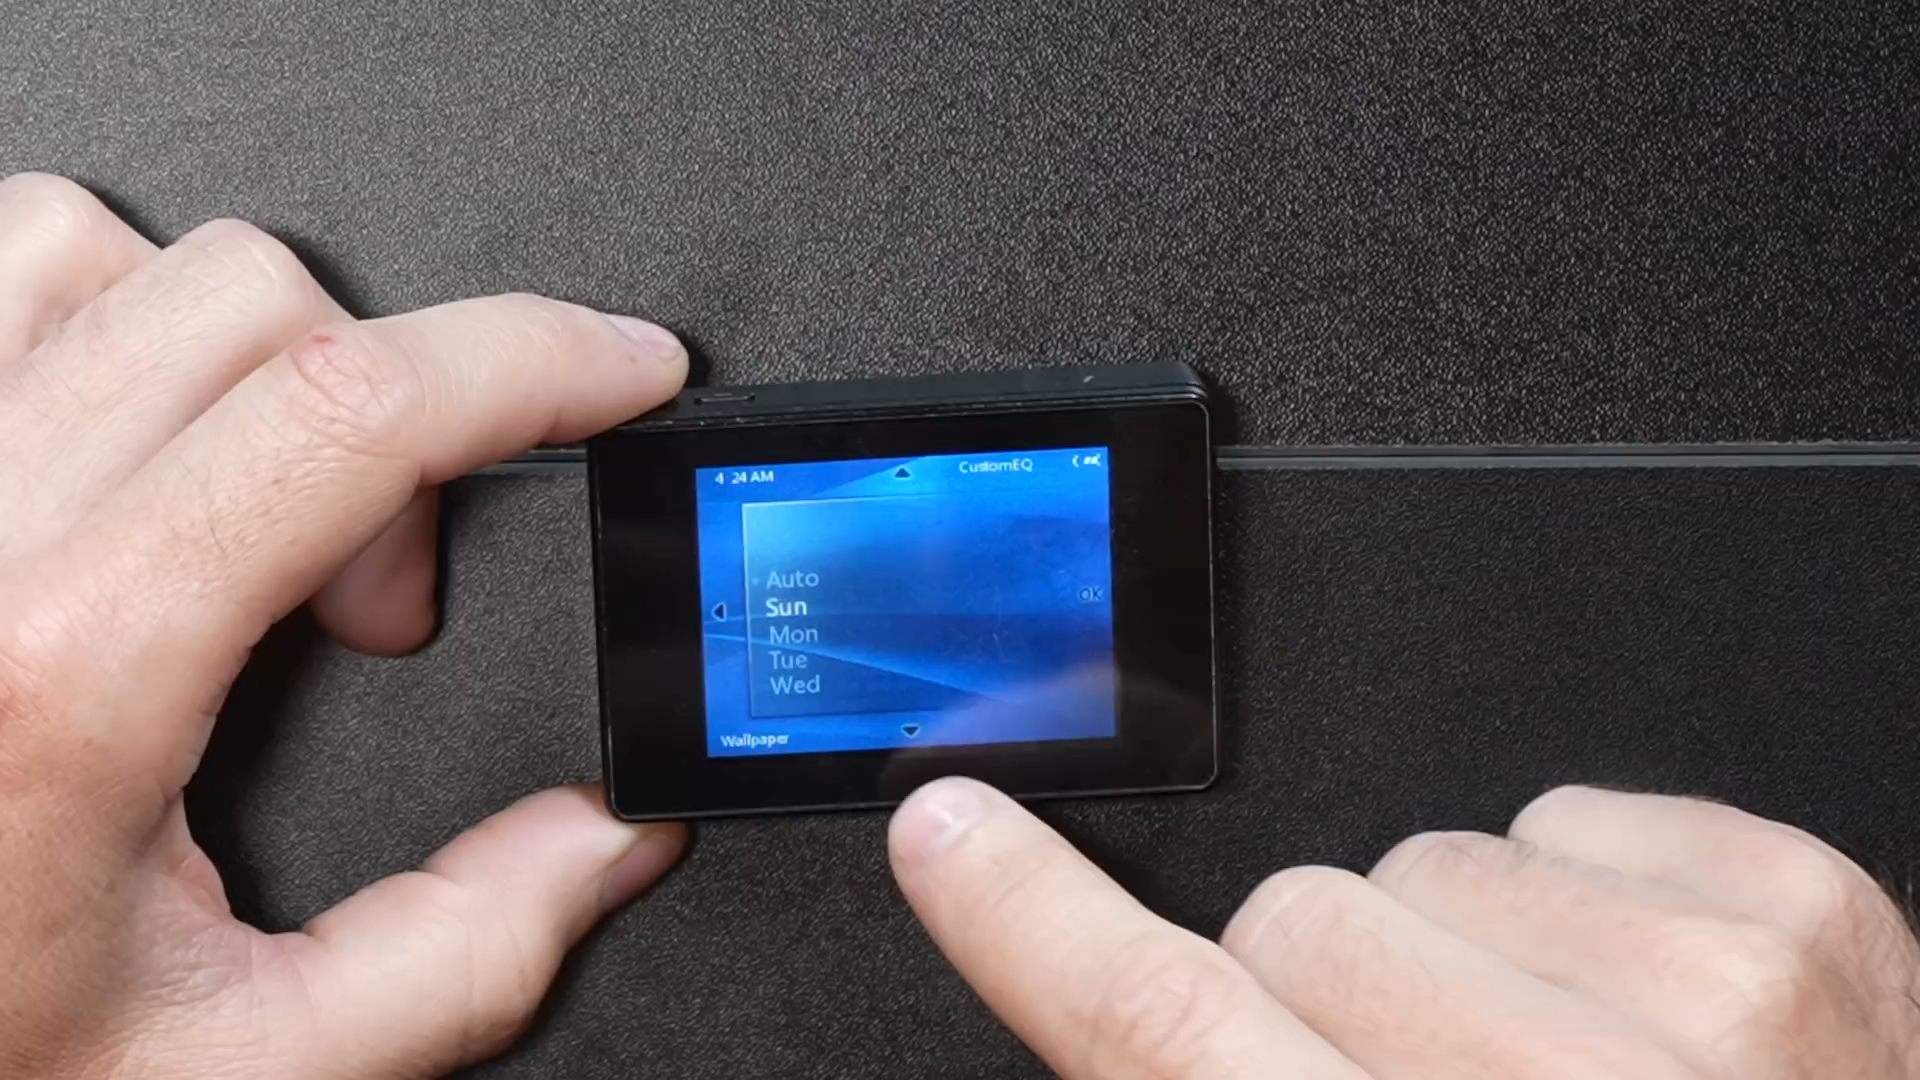 4 24 AM
CustomEQ
Auto
Sun
OK
Mon
Tue
Wed
Wallpaper